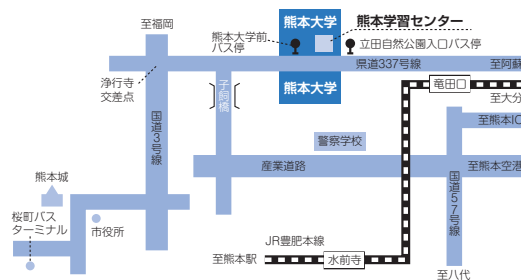 至福岡
熊本大学
熊本学習センター
熊本大学前
バス停
立田自然公園入口バス停
県道337号線
至阿蘇
浄行寺
交差点
国道3号線
子飼橋
熊本大学
竜田口
至大分
至熊本IC
警察学校
産業道路
至熊本空港
国道57号線
熊本城
桜町バス
ターミナル
市役所
JR豊肥本線
至熊本駅
水前寺
至八代